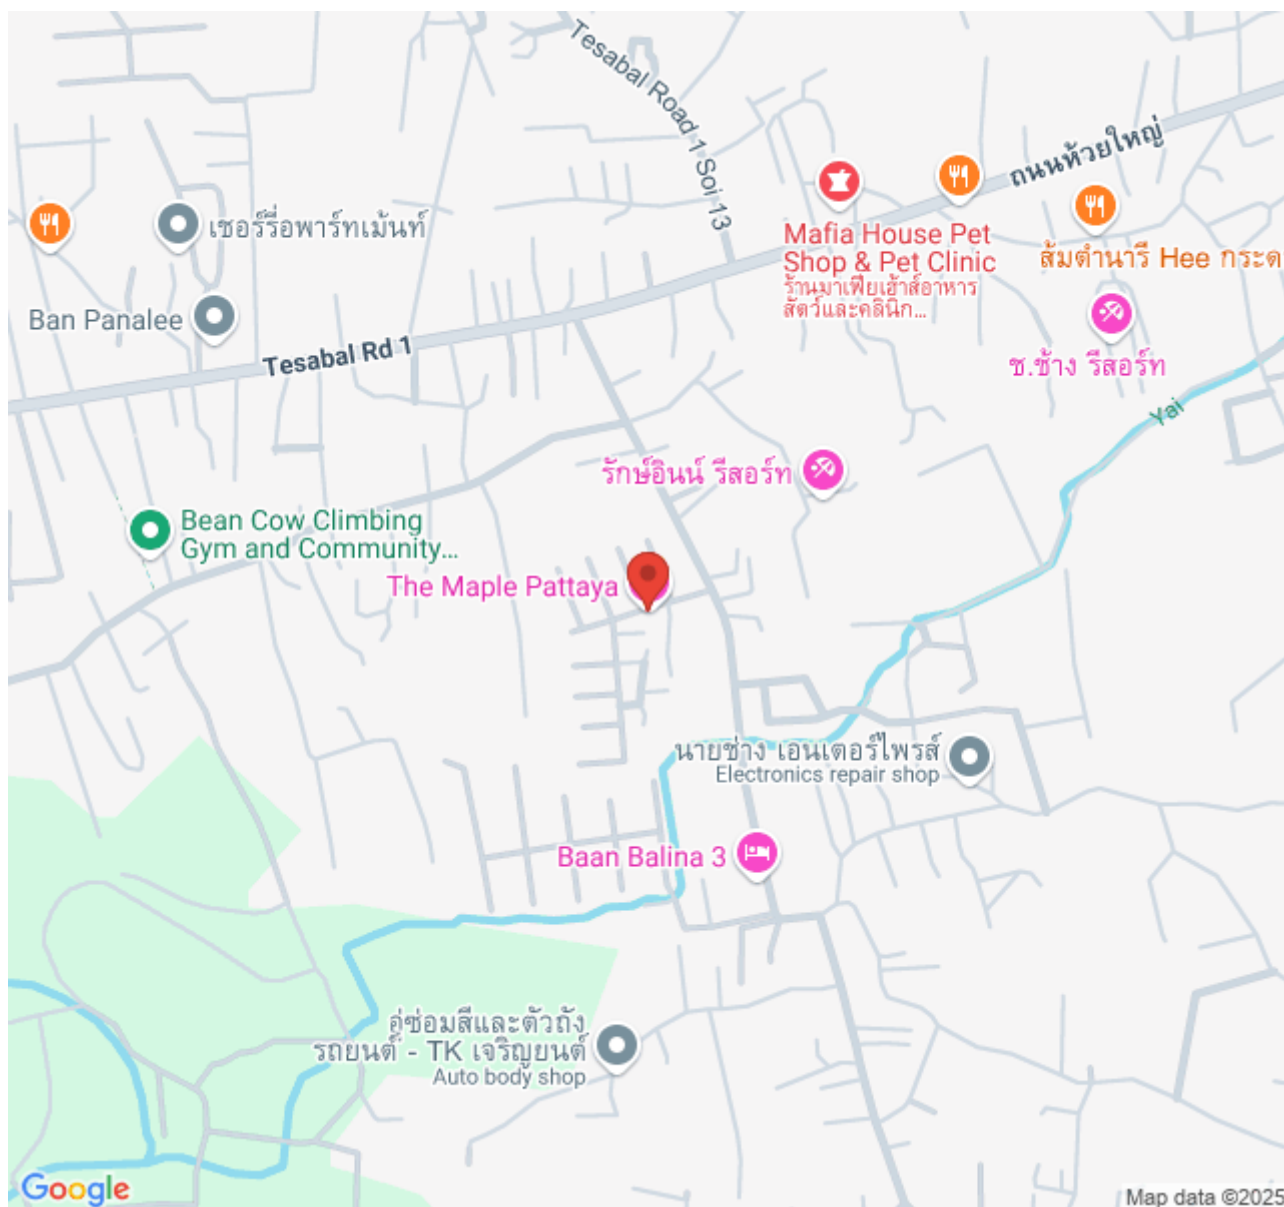 Tesabal Road 1 Soi 13
ถนนห้วยใหญ่
เชอร์รี่อพาร์ทเม้นท์
Mafia House Pet
Shop & Pet Clinic
ร้านมาเฟียเฮ้าส์อาหาร
สัตว์และคลินิก...
ส้มตำนารี Hee กระด
Ban Panalee
Tesabal Rd 1
ช.ช้าง รีสอร์ท
Yai
รักษ์อินน์ รีสอร์ท
Bean Cow Climbing
Gym and Community...
The Maple Pattaya
นายช่าง เอนเตอร์ไพรส์
Electronics repair shop
Baan Balina 3
อู่ซ่อมสีและตัวถัง
รถยนต์ - TK เจริญยนต์
Auto body shop
Google
Map data ©2025